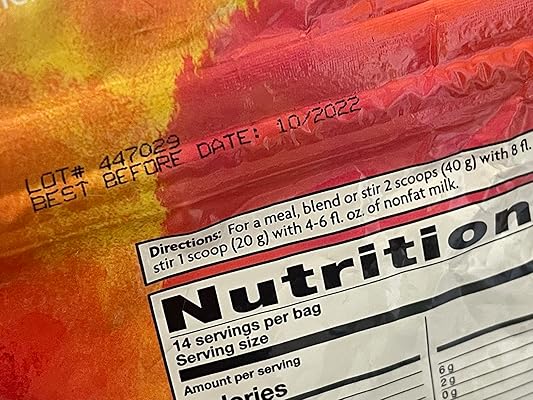 LOT# 447029
BEST BEFORE DATE: 10/2022
Directions: For a meal, blend or stir 2 scoops (40 g) with 8 fl.
stir 1 scoop (20 g) with 4-6 fl. oz. of nonfat milk.
Nutrition
14 servings per bag
Serving size
Amount per serving
6g
2g
0g